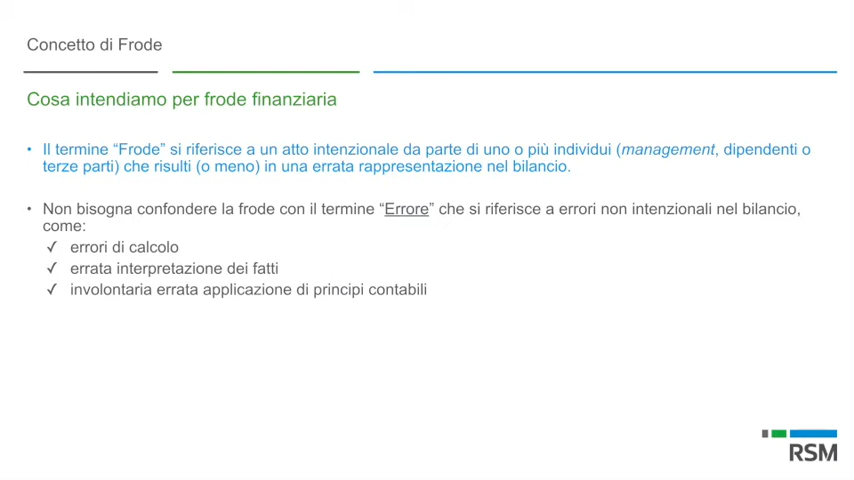 Concetto di Frode
Cosa intendiamo per frode finanziaria
• Il termine “Frode” si riferisce a un atto intenzionale da parte di uno o più individui (management, dipendenti o
terze parti) che risulti (o meno) in una errata rappresentazione nel bilancio.
• Non bisogna confondere la frode con il termine “Errore” che si riferisce a errori non intenzionali nel bilancio,
come:
✓ errori di calcolo
✓ errata interpretazione dei fatti
✓ involontaria errata applicazione di principi contabili
RSM